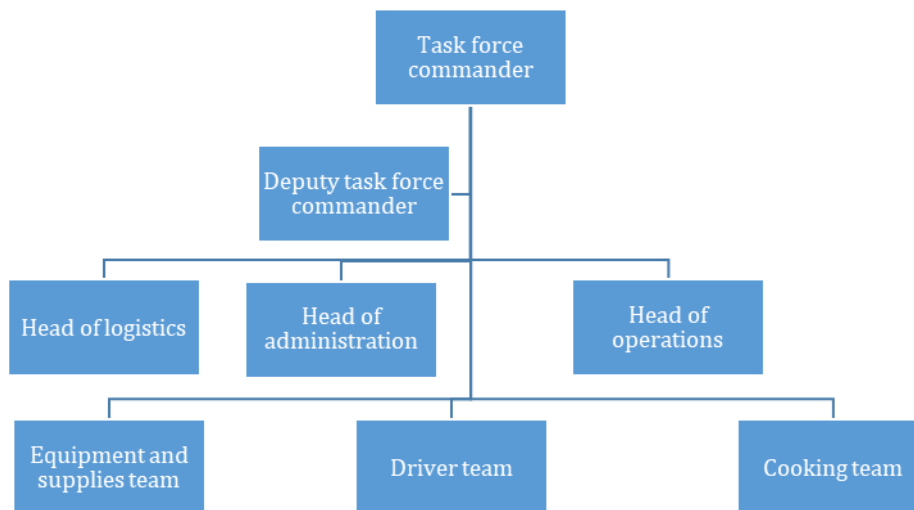 Task force
commander
Deputy task force
commander
Head of logistics
Head of
administration
Head of
operations
Equipment and
supplies team
Driver team
Cooking team